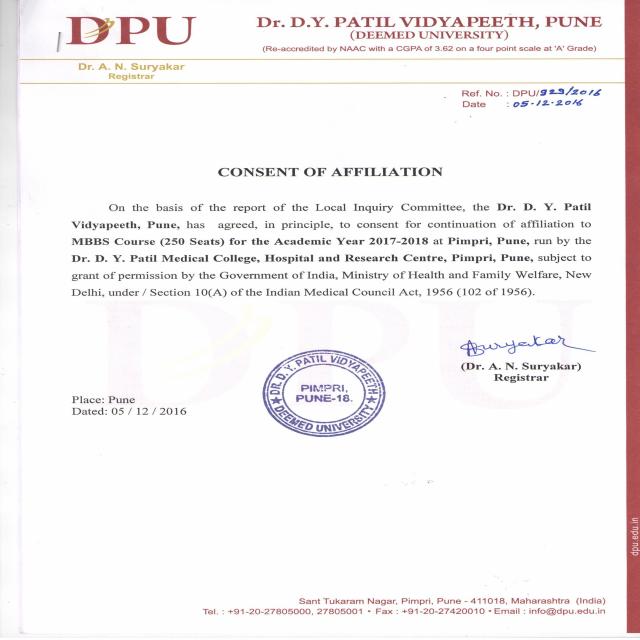 DPU
Dr. D.Y. PATIL VIDYAPEETH, PUNE
(DEEMED UNIVERSITY)
(Re-accredited by NAAC with a CGPA of 3.62 on a four point scale at 'A' Grade)
Dr. A. N. Suryakar
Registrar
Ref. No. : DPU/929/2016
Date : 05-12-2016
CONSENT OF AFFILIATION
On the basis of the report of the Local Inquiry Committee, the Dr. D. Y. Patil
Vidyapeeth, Pune, has agreed, in principle, to consent for continuation of affiliation to
MBBS Course (250 Seats) for the Academic Year 2017-2018 at Pimpri, Pune, run by the
Dr. D. Y. Patil Medical College, Hospital and Research Centre, Pimpri, Pune, subject to
grant of permission by the Government of India, Ministry of Health and Family Welfare, New
Delhi, under / Section 10(A) of the Indian Medical Council Act, 1956 (102 of 1956).
DPU
Suryakar
(Dr. A. N. Suryakar)
Registrar
DR. D. Y. PATIL VIDYAPEETH
PIMPRI,
PUNE-18.
DEEMED UNIVERSITY
Place: Pune
Dated: 05 / 12 / 2016
dpu.edu.in
Sant Tukaram Nagar, Pimpri, Pune - 411018, Maharashtra (India)
Tel. : +91-20-27805000, 27805001 • Fax : +91-20-27420010 • Email : info@dpu.edu.in